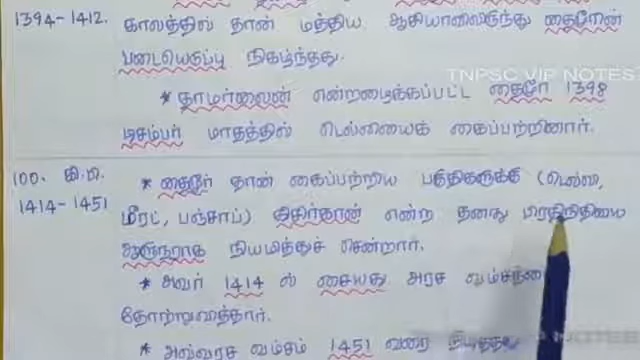 1394-1412. காலத்தில் தான் மத்திய ஆசியாவிலிருந்து தைமூரின்
படையெடுப்பு நிகழ்ந்தது.
TNPSC VIP NOTES
* தாமர்லைன் என்றழைக்கப்பட்ட தைமூர் 1398
டிசம்பர் மாதத்தில் டெல்லியைக் கைப்பற்றினார்.
100. கி.பி. * தைமூர் தான் கைப்பற்றிய பகுதிகளுக்கு (டெல்லி,
1414-1451 மீரட், பஞ்சாப்) கிசிர்கான் என்ற தனது பிரதிநிதியை
ஆளுநராக நியமித்துச் சென்றார்.
* அவர் 1414 ல் சையது அரச வம்சத்தை
தோற்றுவித்தார்.
* அவ்வரச வம்சம் 1451 வரை நீடித்தது